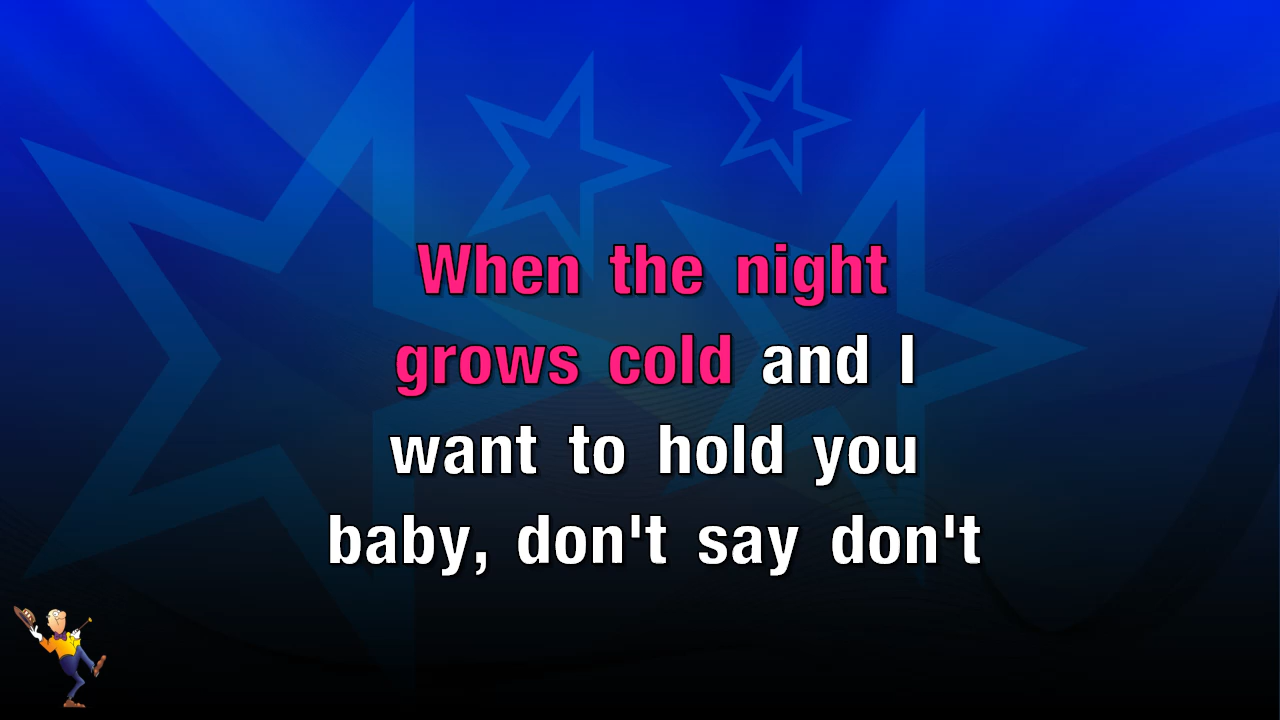 When the night
grows cold and I
want to hold you
baby, don't say don't